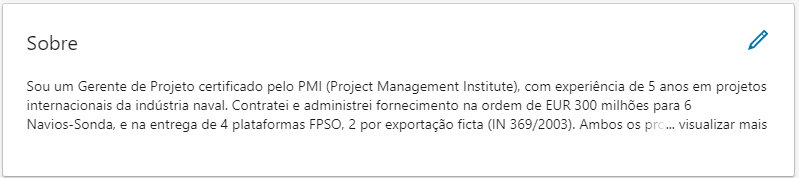 Sobre
Sou um Gerente de Projeto certificado pelo PMI (Project Management Institute), com experiência de 5 anos em projetos
internacionais da indústria naval. Contratei e administrei fornecimento na ordem de EUR 300 milhões para 6
Navios-Sonda, e na entrega de 4 plataformas FPSO, 2 por exportação ficta (IN 369/2003). Ambos os pro... visualizar mais